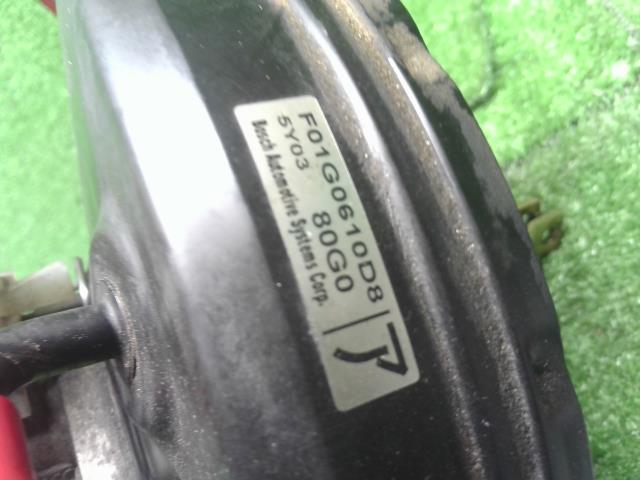 F01G0610D8
5Y03 80G0
Bosch Automotive Systems Corp.